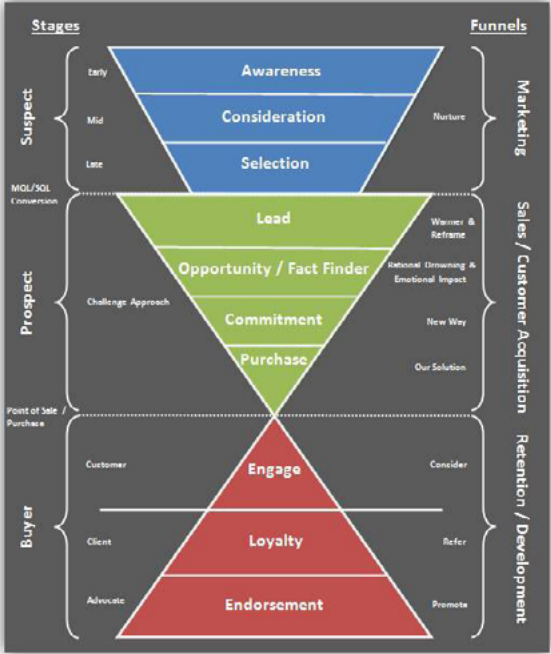 Stages
Funnels
Early
Awareness
Suspect
Mid
Consideration
Nurture
Marketing
Late
Selection
MQL/SQL
Conversion
Lead
Warmer &
Reframe
Opportunity / Fact Finder
Rational Drowning &
Emotional Impact
Prospect
Challenge Approach
Commitment
New Way
Sales / Customer Acquisition
Purchase
Our Solution
Point of Sale /
Purchase
Customer
Engage
Consider
Buyer
Client
Loyalty
Refer
Retention / Development
Advocate
Endorsement
Promote